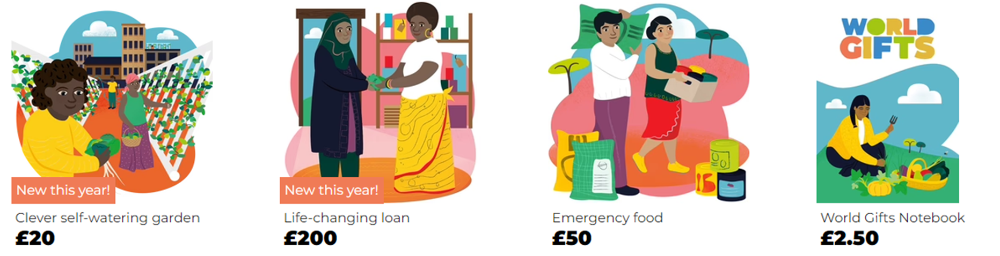 New this year!
Clever self-watering garden
£20
New this year!
Life-changing loan
£200
Emergency food
£50
WORLD
GIFTS
World Gifts Notebook
£2.50